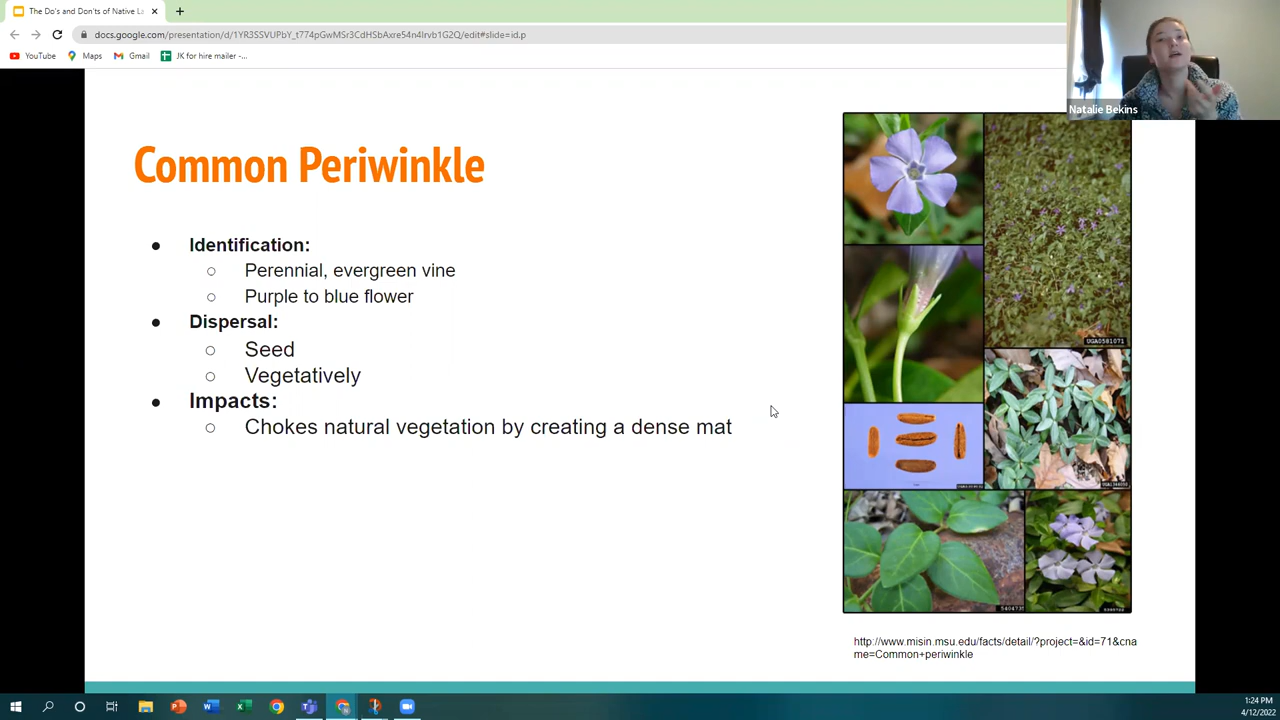 The Do's and Don'ts of Native La
docs.google.com/presentation/d/1YR3SSVUPbY_t774pGwMSr3CdHSbAxre54n4lrvb1G2Q/edit#slide=id.p
YouTube
Maps
Gmail
JK for hire mailer -...
Natalie Bekins
Common Periwinkle
Identification:
Perennial, evergreen vine
Purple to blue flower
Dispersal:
Seed
Vegetatively
Impacts:
Chokes natural vegetation by creating a dense mat
UGA0581071
http://www.misin.msu.edu/facts/detail/?project=&id=71&cna
me=Common+periwinkle
1:24 PM
4/12/2022